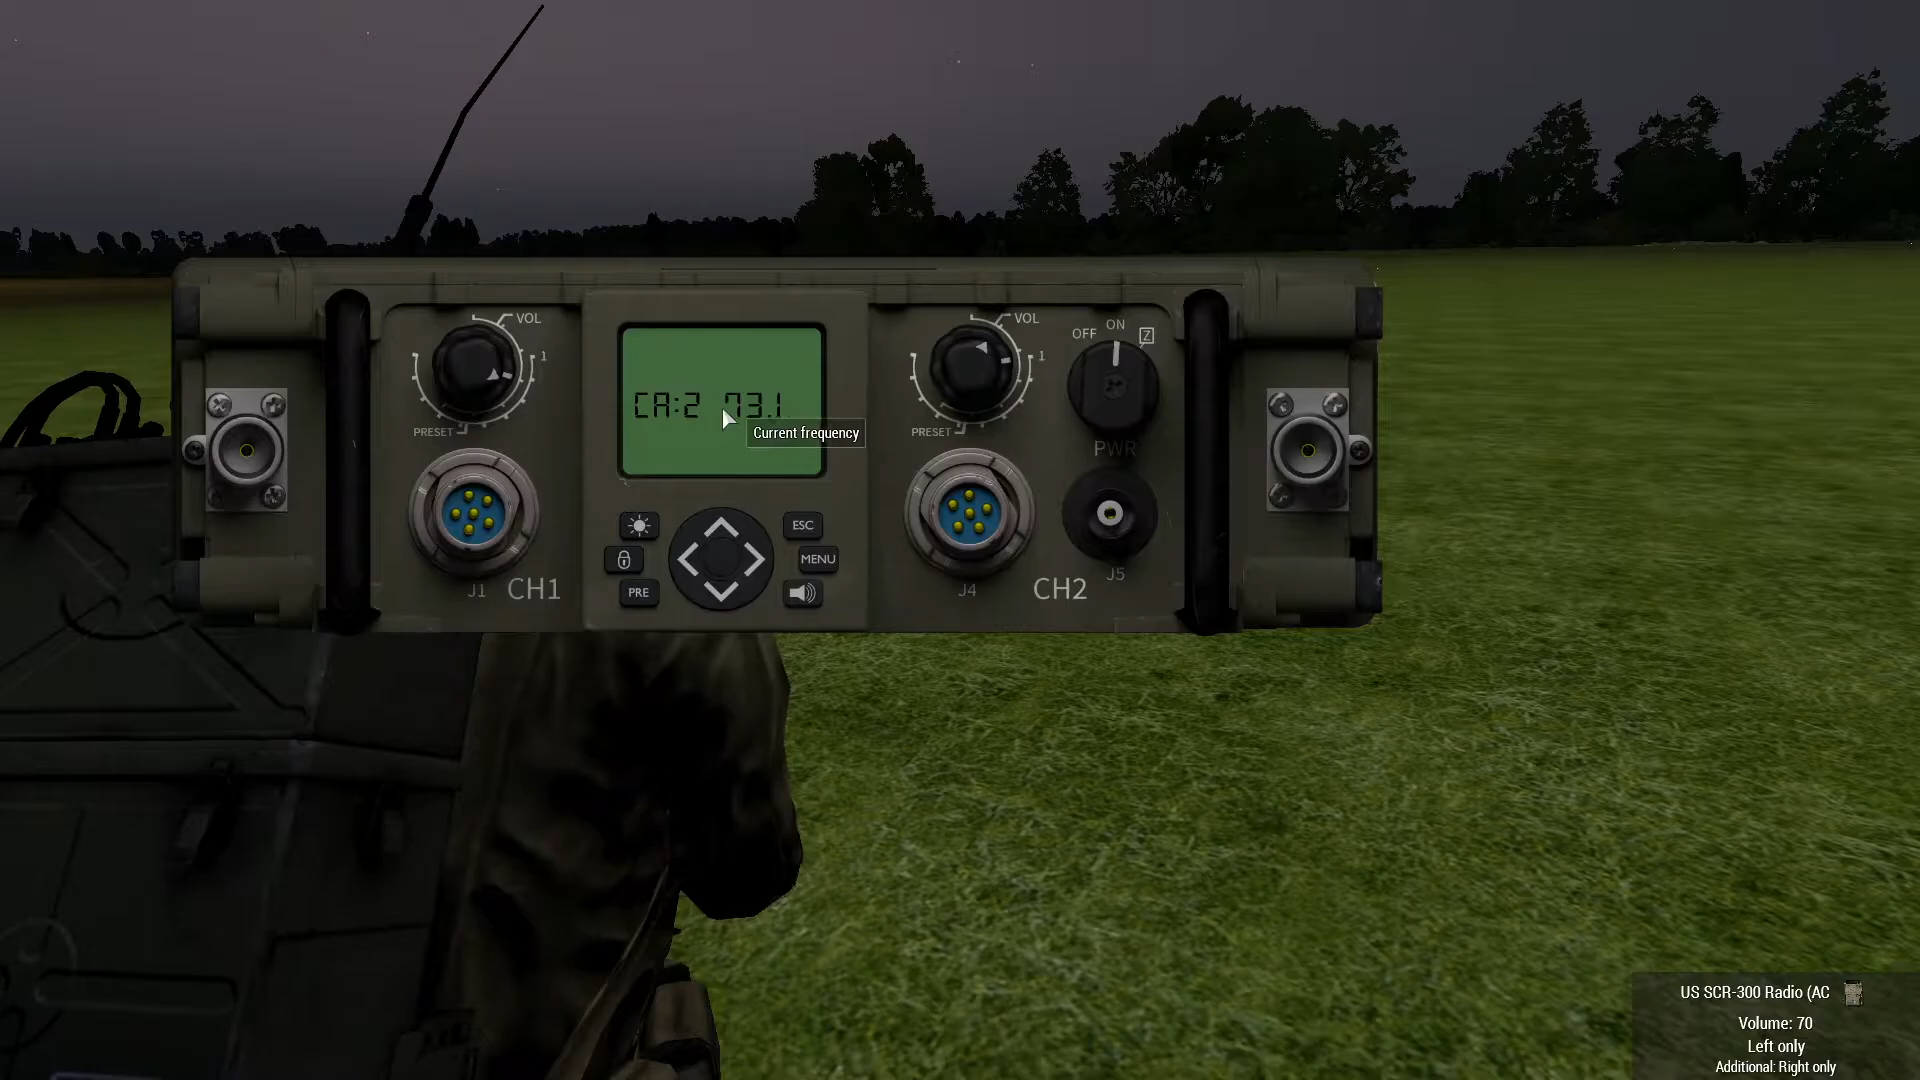 VOL
1
PRESET
CA:2 73.1
Current frequency
VOL
1
PRESET
OFF
ON
Z
PWR
ESC
MENU
PRE
J1
CH1
J4
CH2
J5
US SCR-300 Radio (AC
Volume: 70
Left only
Additional: Right only